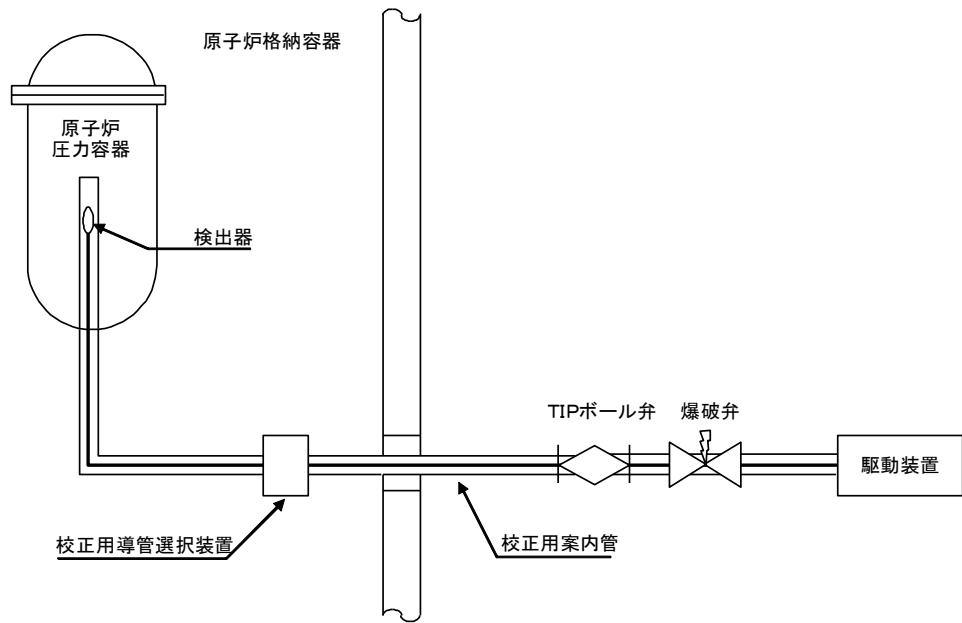 原子炉格納容器
原子炉
圧力容器
検出器
TIPボール弁
爆破弁
駆動装置
校正用導管選択装置
校正用案内管